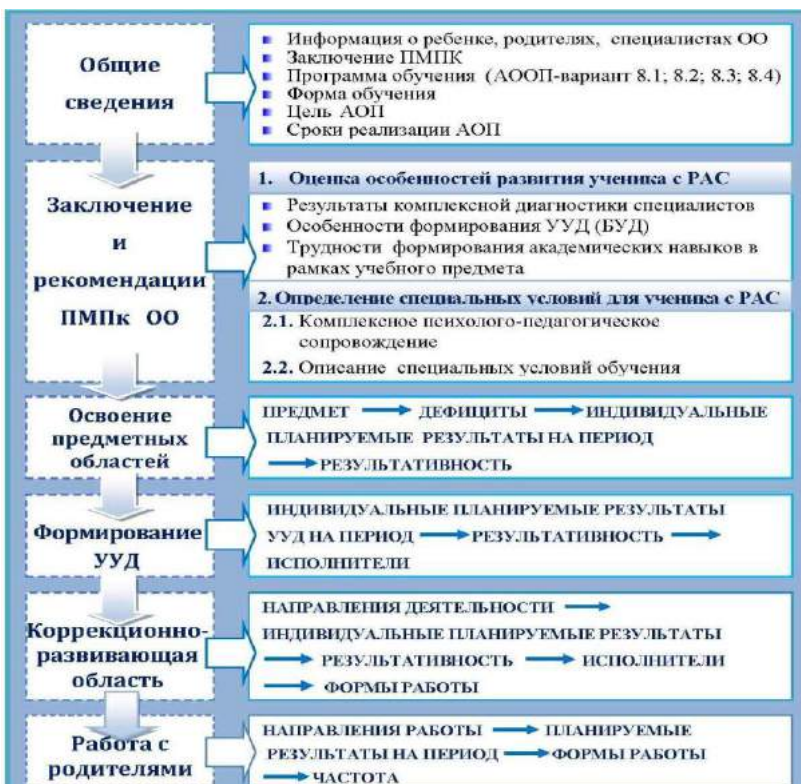 Общие
сведения
Информация о ребенке, родителях, специалистах ОО
Заключение ПМПК
Программа обучения (АООП-вариант 8.1; 8.2; 8.3; 8.4)
Форма обучения
Цель АОП
Сроки реализации АОП
Заключение
и
рекомендации
ПМПк ОО
1. Оценка особенностей развития ученика с РАС
Результаты комплексной диагностики специалистов
Особенности формирования УУД (БУД)
Трудности формирования академических навыков в
рамках учебного предмета
2. Определение специальных условий для ученика с РАС
2.1. Комплексное психолого-педагогическое
сопровождение
2.2. Описание специальных условий обучения
Освоение
предметных
областей
ПРЕДМЕТ → ДЕФИЦИТЫ → ИНДИВИДУАЛЬНЫЕ
ПЛАНИРУЕМЫЕ РЕЗУЛЬТАТЫ НА ПЕРИОД
→ РЕЗУЛЬТАТИВНОСТЬ
Формирование
УУД
ИНДИВИДУАЛЬНЫЕ ПЛАНИРУЕМЫЕ РЕЗУЛЬТАТЫ
УУД НА ПЕРИОД → РЕЗУЛЬТАТИВНОСТЬ →
ИСПОЛНИТЕЛИ
Коррекционно-
развивающая
область
НАПРАВЛЕНИЯ ДЕЯТЕЛЬНОСТИ →
ИНДИВИДУАЛЬНЫЕ ПЛАНИРУЕМЫЕ РЕЗУЛЬТАТЫ
→ РЕЗУЛЬТАТИВНОСТЬ → ИСПОЛНИТЕЛИ
→ ФОРМЫ РАБОТЫ
Работа с
родителями
НАПРАВЛЕНИЯ РАБОТЫ → ПЛАНИРУЕМЫЕ
РЕЗУЛЬТАТЫ НА ПЕРИОД → ФОРМЫ РАБОТЫ
→ ЧАСТОТА